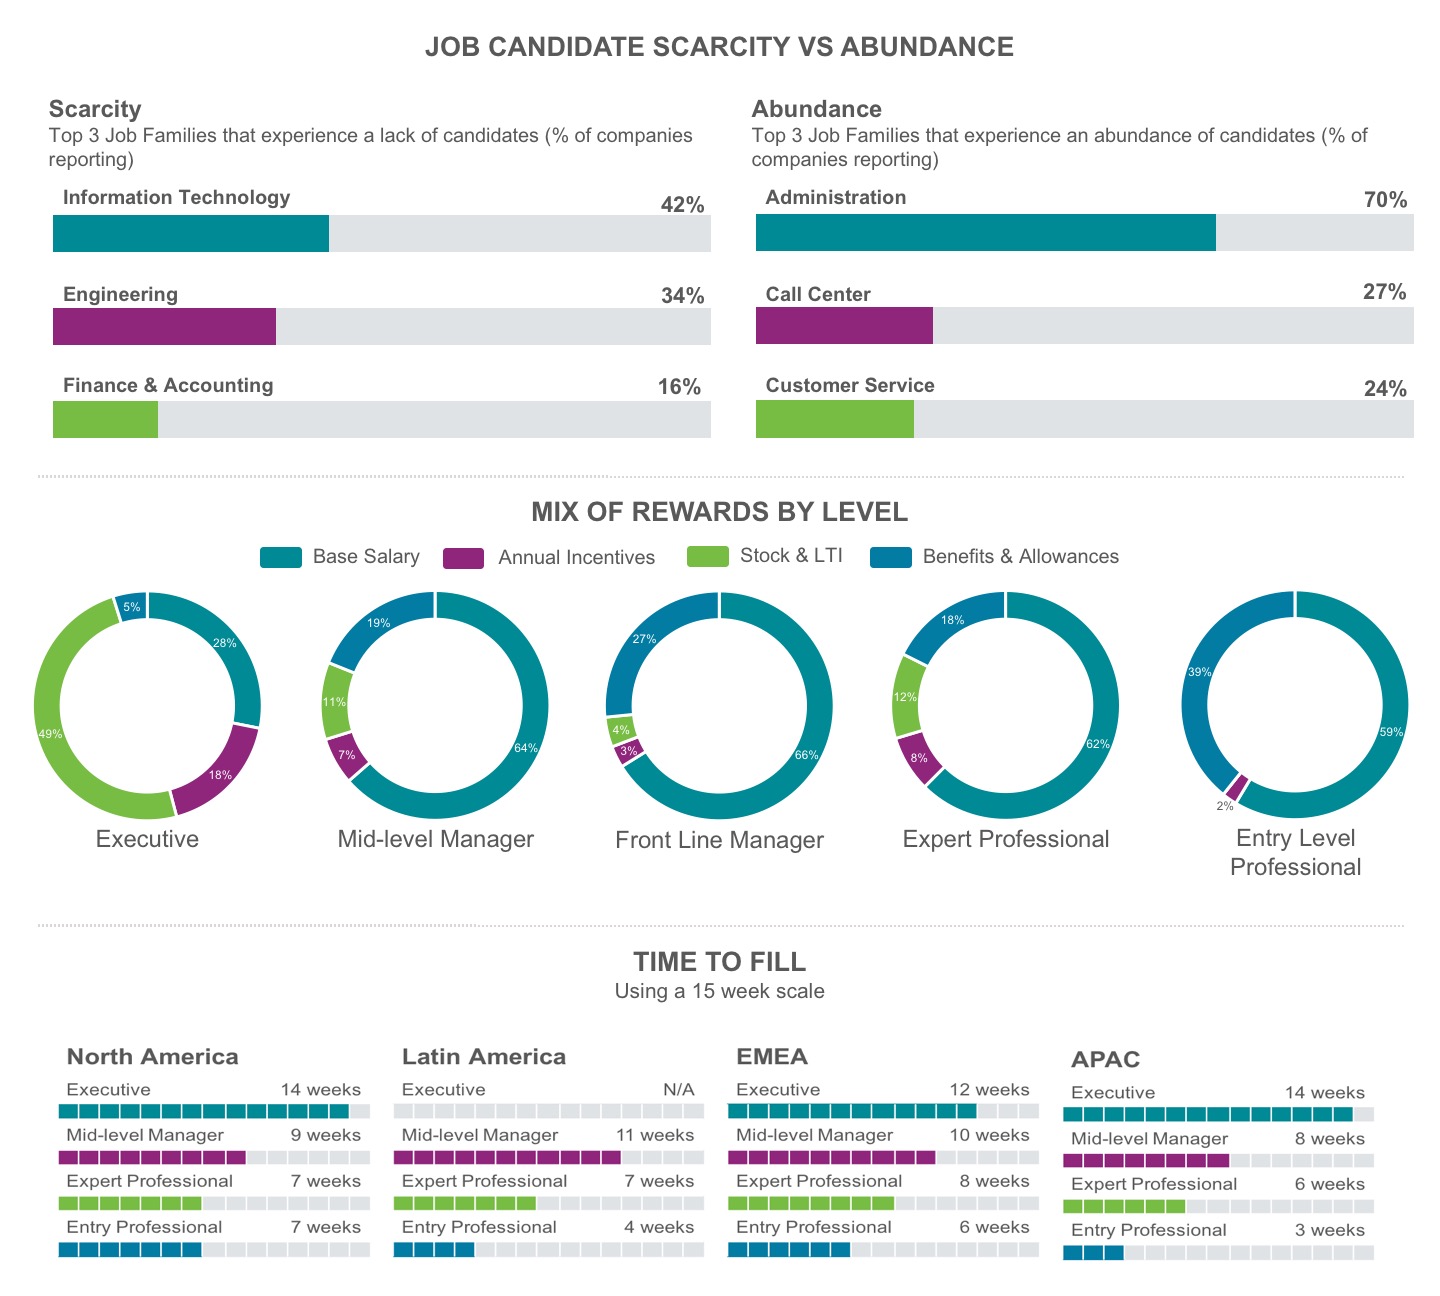 JOB CANDIDATE SCARCITY VS ABUNDANCE
Scarcity
Top 3 Job Families that experience a lack of candidates (% of companies
reporting)
Information Technology
42%
Engineering
34%
Finance & Accounting
16%
Abundance
Top 3 Job Families that experience an abundance of candidates (% of
companies reporting)
Administration
70%
Call Center
27%
Customer Service
24%
MIX OF REWARDS BY LEVEL
Base Salary
Annual Incentives
Stock & LTI
Benefits & Allowances
5%
28%
49%
18%
Executive
19%
11%
7%
64%
Mid-level Manager
27%
4%
3%
66%
Front Line Manager
18%
12%
8%
62%
Expert Professional
39%
59%
2%
Entry Level
Professional
TIME TO FILL
Using a 15 week scale
North America
Executive 14 weeks
Mid-level Manager 9 weeks
Expert Professional 7 weeks
Entry Professional 7 weeks
Latin America
Executive N/A
Mid-level Manager 11 weeks
Expert Professional 7 weeks
Entry Professional 4 weeks
EMEA
Executive 12 weeks
Mid-level Manager 10 weeks
Expert Professional 8 weeks
Entry Professional 6 weeks
APAC
Executive 14 weeks
Mid-level Manager 8 weeks
Expert Professional 6 weeks
Entry Professional 3 weeks